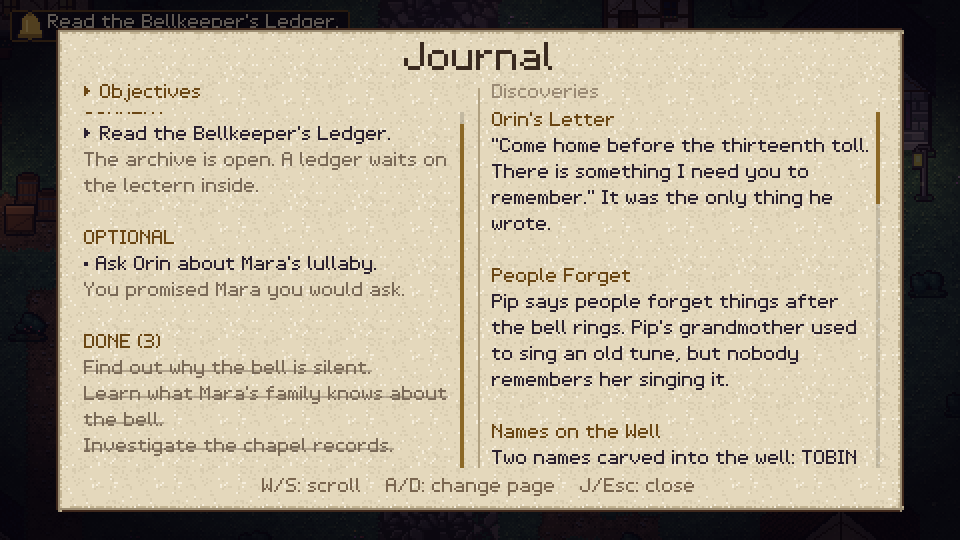 Read the Bellkeeper's Ledger.
Journal
Objectives
Read the Bellkeeper's Ledger.
The archive is open. A ledger waits on
the lectern inside.
OPTIONAL
• Ask Orin about Mara's lullaby.
You promised Mara you would ask.
DONE (3)
Find out why the bell is silent.
Learn what Mara's family knows about
the bell.
Investigate the chapel records.
Discoveries
Orin's Letter
"Come home before the thirteenth toll.
There is something I need you to
remember." It was the only thing he
wrote.
People Forget
Pip says people forget things after
the bell rings. Pip's grandmother used
to sing an old tune, but nobody
remembers her singing it.
Names on the Well
Two names carved into the well: TOBIN
W/S: scroll A/D: change page J/Esc: close